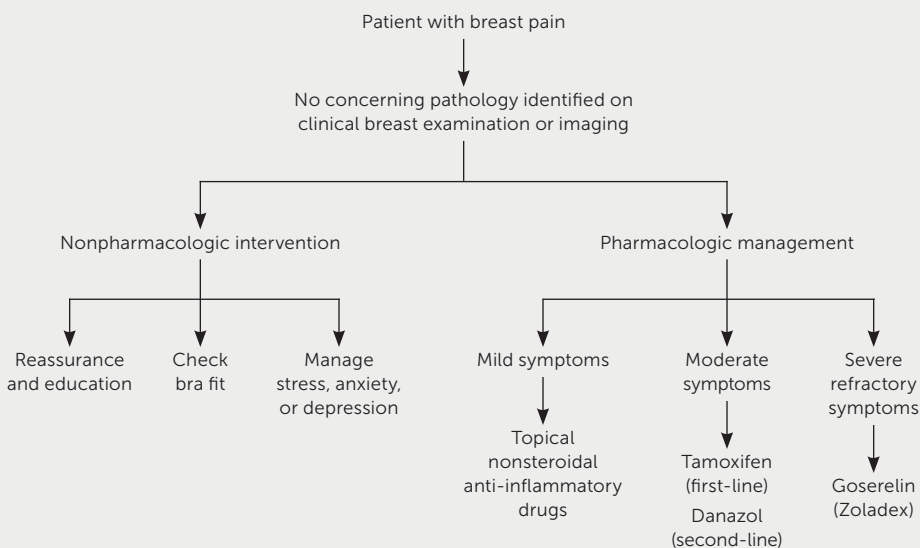 Patient with breast pain
No concerning pathology identified on
clinical breast examination or imaging
Nonpharmacologic intervention
Pharmacologic management
Reassurance
and education
Check
bra fit
Manage
stress, anxiety,
or depression
Mild symptoms
Moderate
symptoms
Severe
refractory
symptoms
Topical
nonsteroidal
anti-inflammatory
drugs
Tamoxifen
(first-line)
Danazol
(second-line)
Goserelin
(Zoladex)